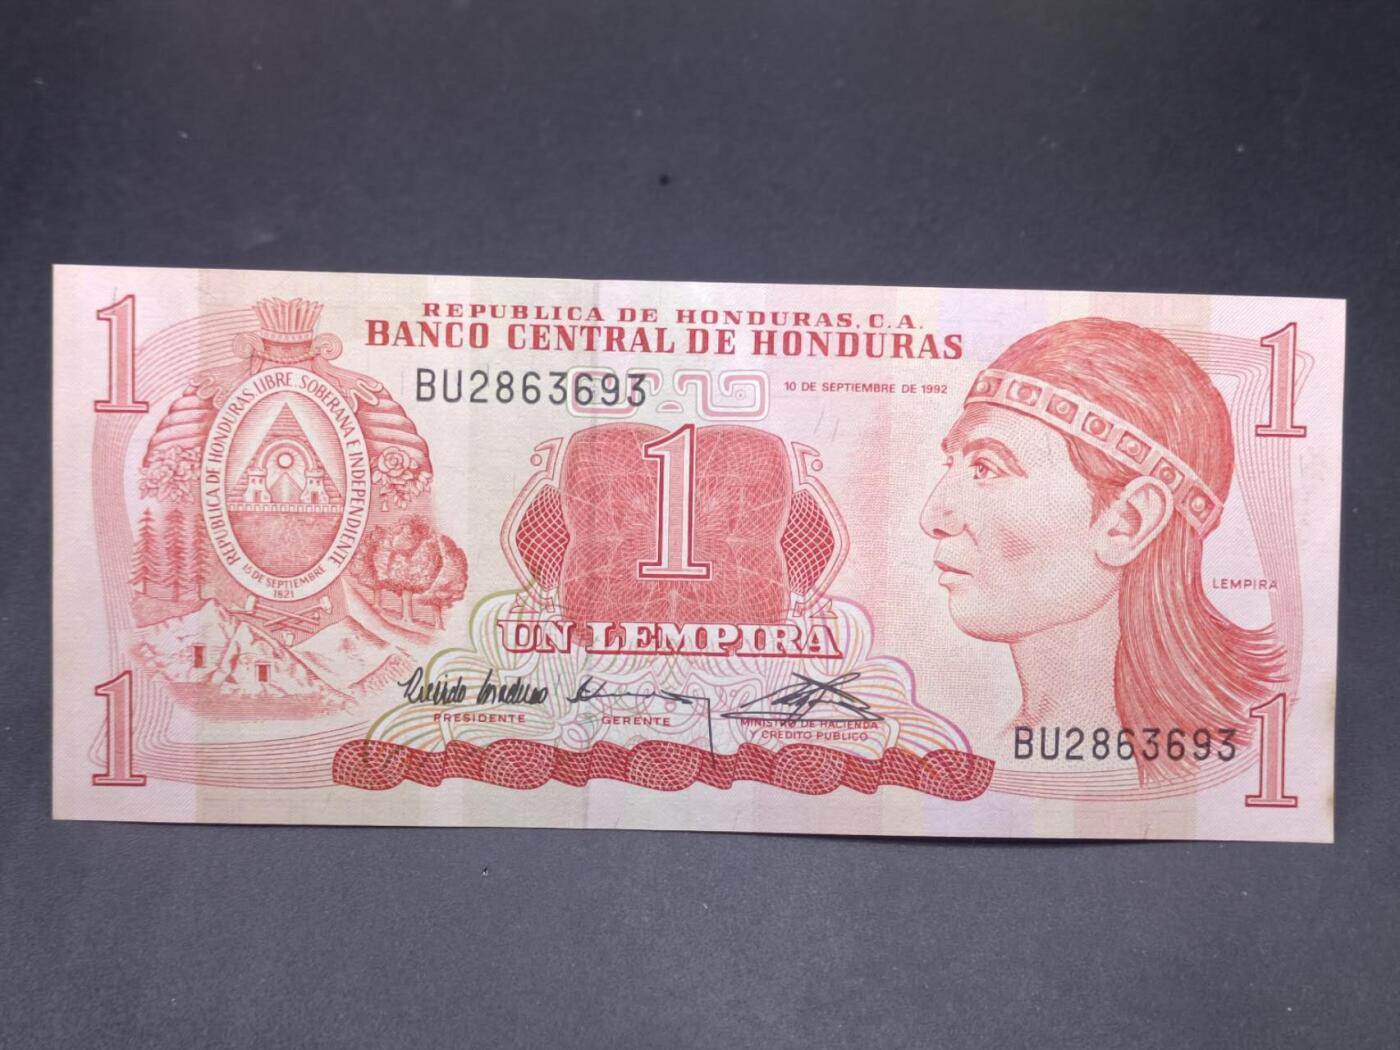 1
1
REPUBLICA DE HONDURAS, C.A.
BANCO CENTRAL DE HONDURAS
BU2863693
10 DE SEPTIEMBRE DE 1992
REPUBLICA DE HONDURAS, LIBRE, SOBERANA E INDEPENDIENTE
15 DE SEPTIEMBRE
1821
1
LEMPIRA
UN LEMPIRA
PRESIDENTE
GERENTE
MINISTRO DE HACIENDA
Y CREDITO PUBLICO
BU2863693
1
1